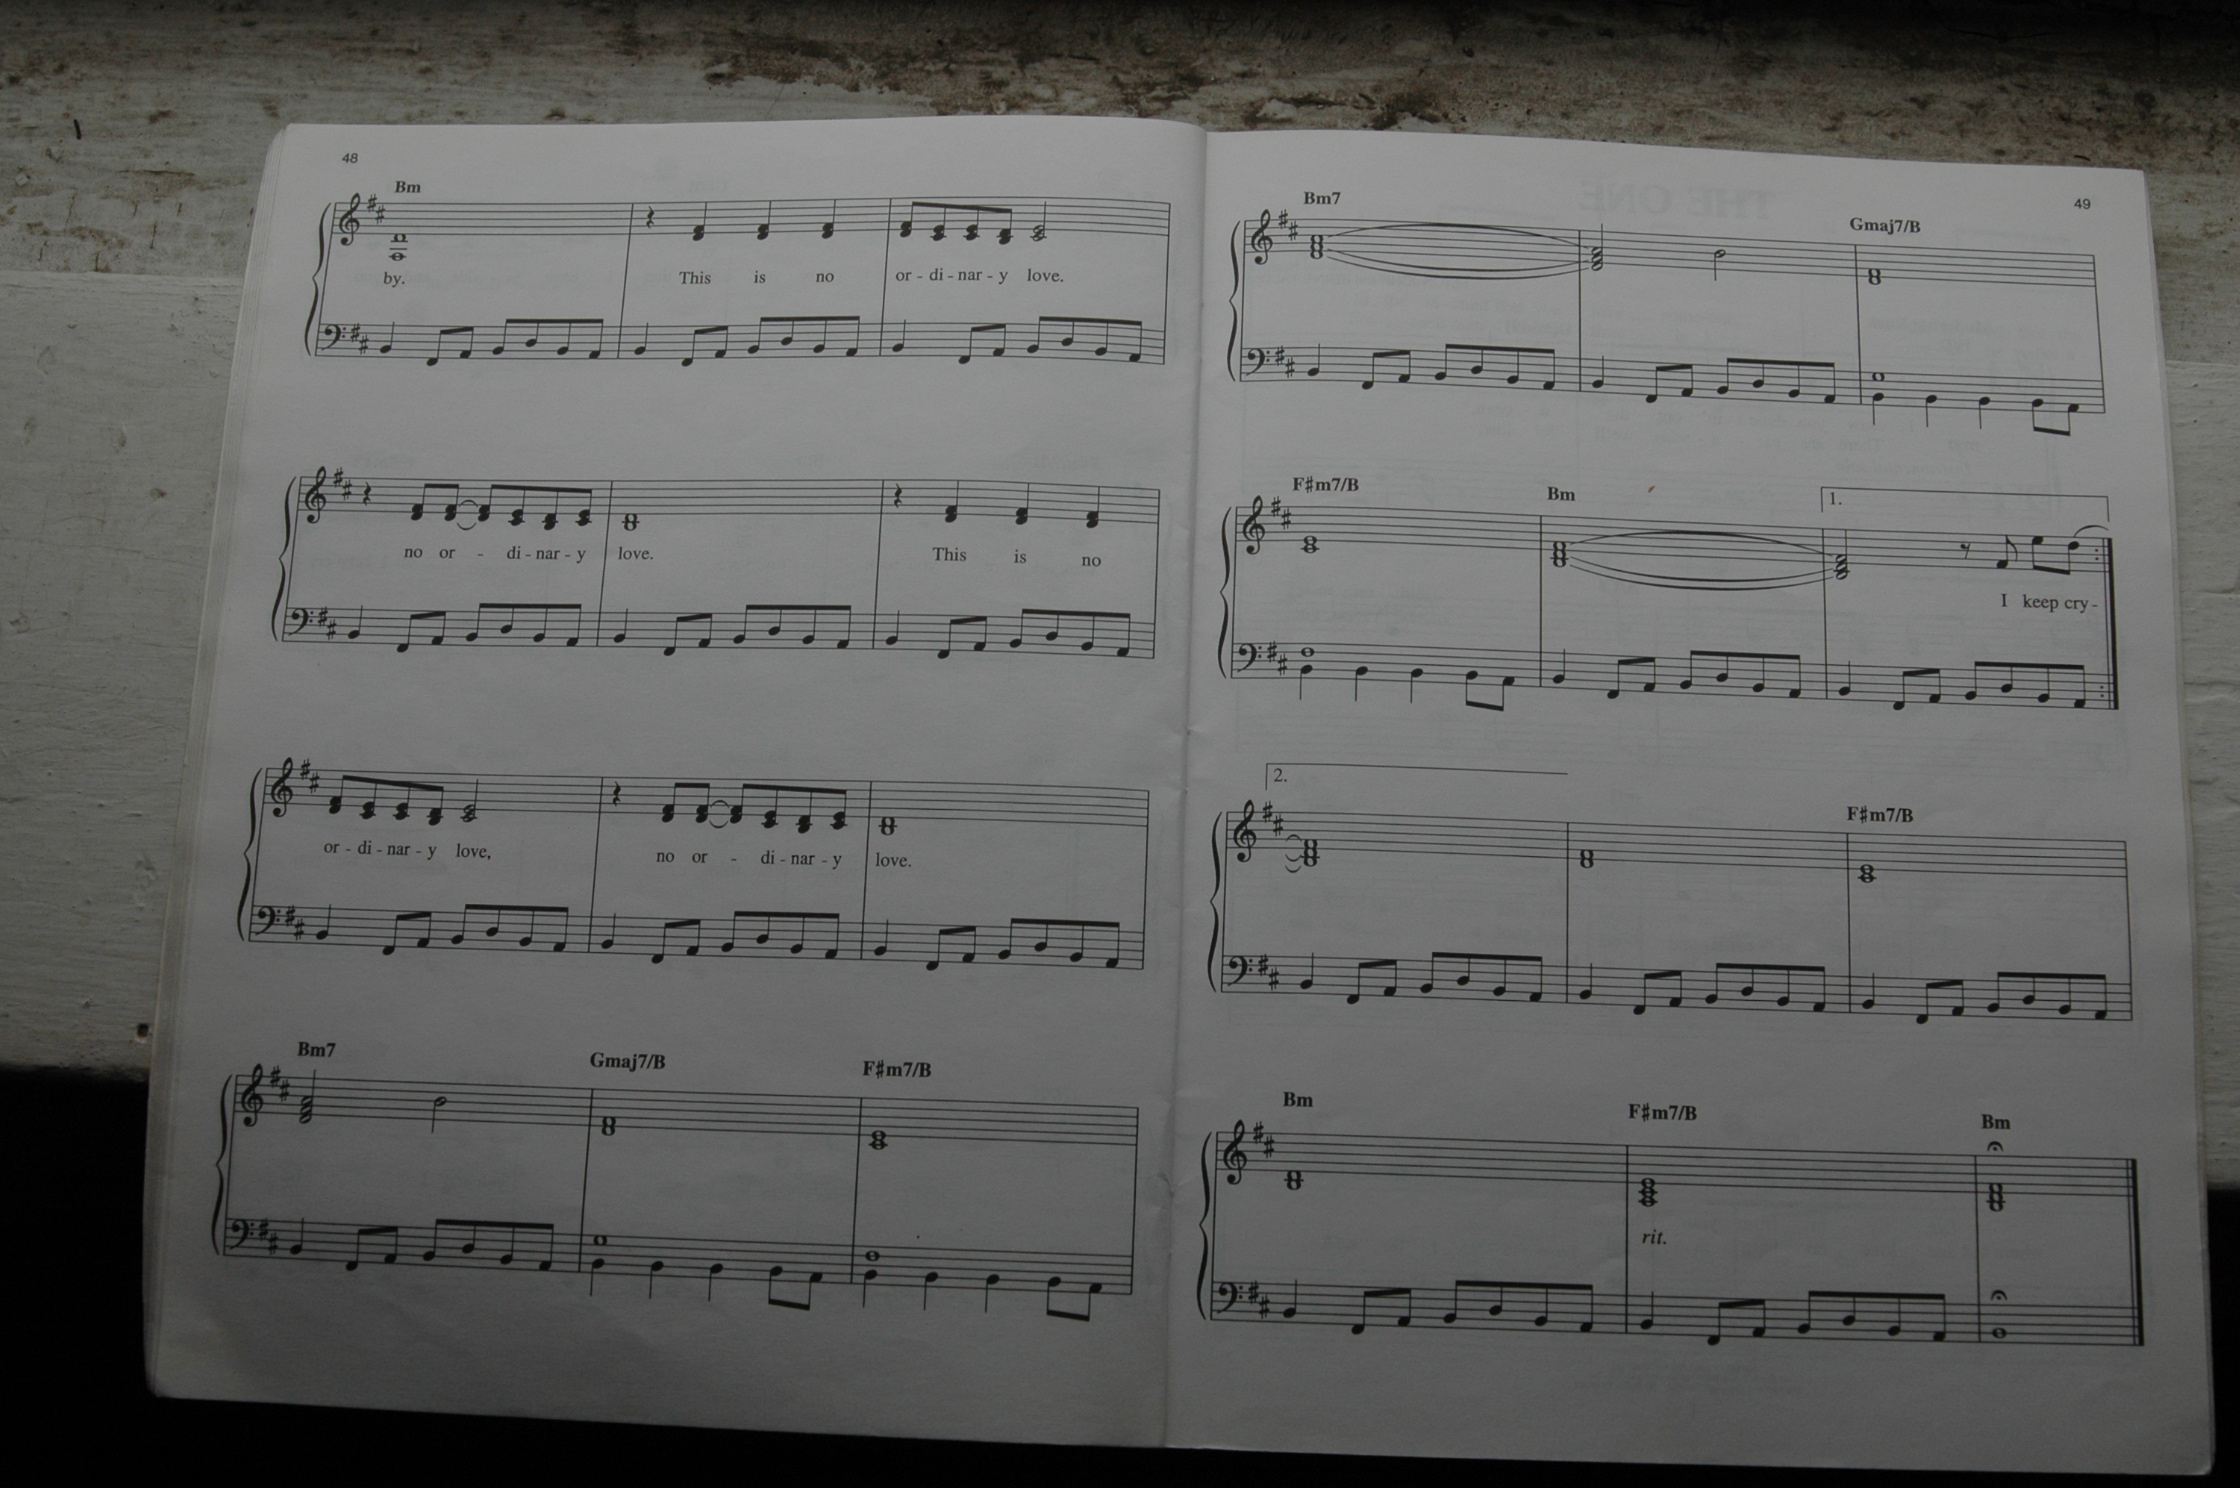 48
Bm
by. This is no or - di - nar - y love.
no or - di - nar - y love. This is no
or - di - nar - y love, no or - di - nar - y love.
Bm7 Gmaj7/B F♯m7/B
49
Bm7 Gmaj7/B
F♯m7/B Bm 1.
I keep cry-
2. F♯m7/B
Bm F♯m7/B Bm
rit.
THE ONE